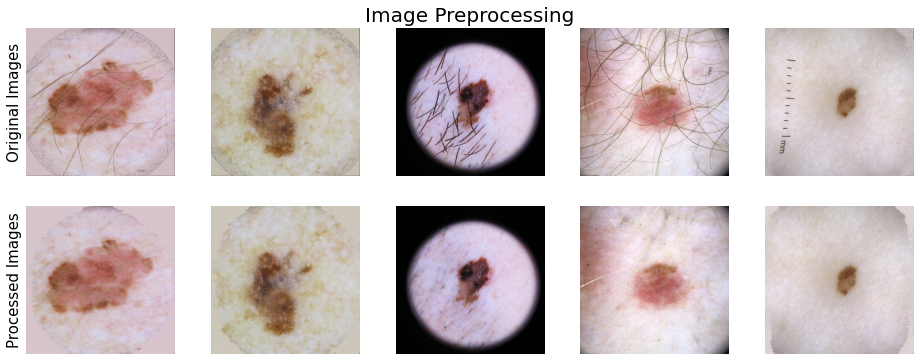 Image Preprocessing
Original Images
mm
Processed Images